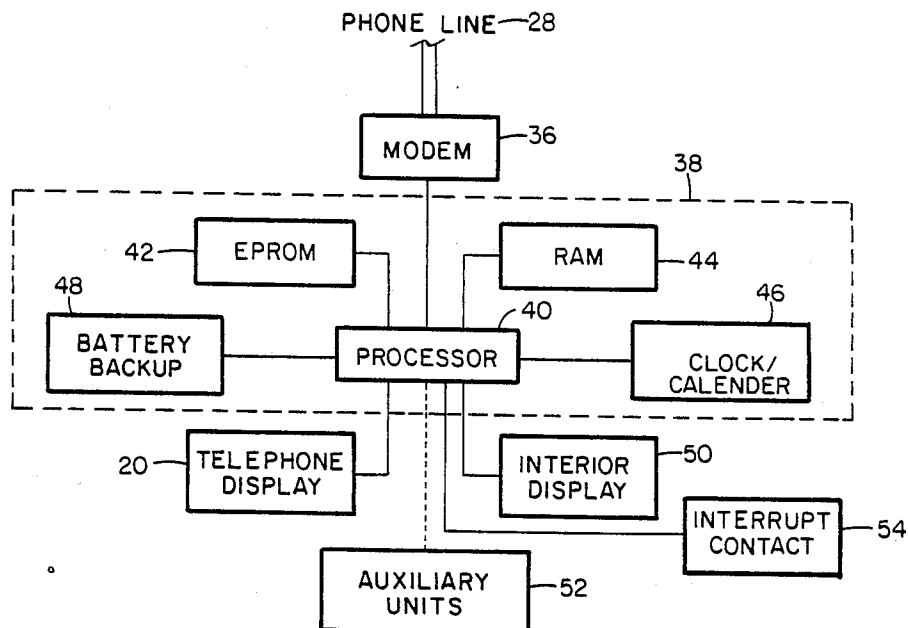 PHONE LINE 28
MODEM 36
38
42 EPROM
RAM 44
48
BATTERY
BACKUP
40
PROCESSOR
46
CLOCK/
CALENDER
20 TELEPHONE
DISPLAY
INTERIOR
DISPLAY 50
INTERRUPT
CONTACT 54
AUXILIARY
UNITS 52